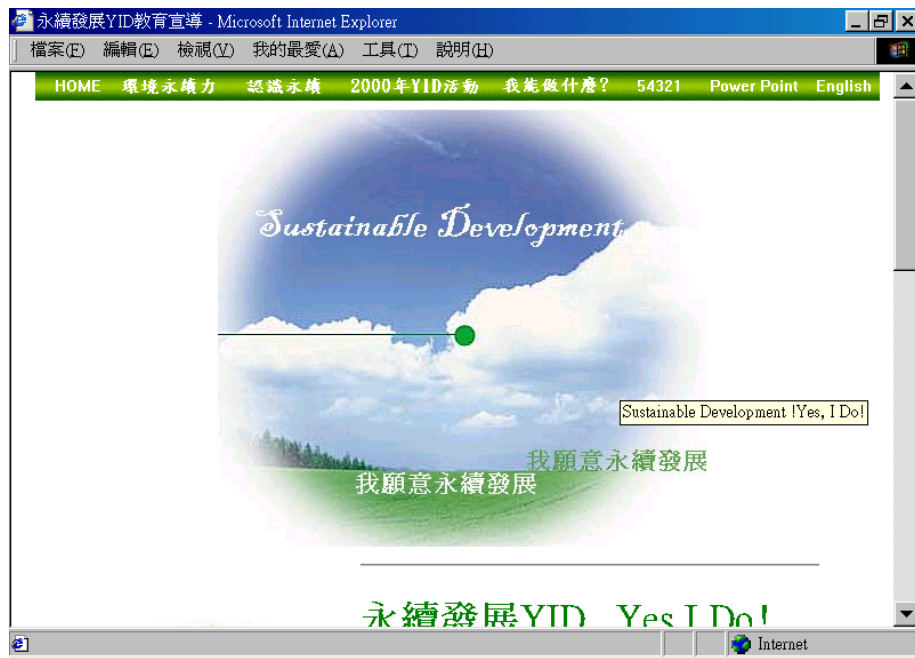 永續發展YID教育宣導 - Microsoft Internet Explorer
檔案(F) 編輯(E) 檢視(V) 我的最愛(A) 工具(T) 說明(H)
HOME 環境永續力 認識永續 2000年YID活動 我能做什麼? 54321 Power Point English
Sustainable Development
Sustainable Development !Yes, I Do!
我願意永續發展
我願意永續發展
永續發展YID Yes I Do!
Internet